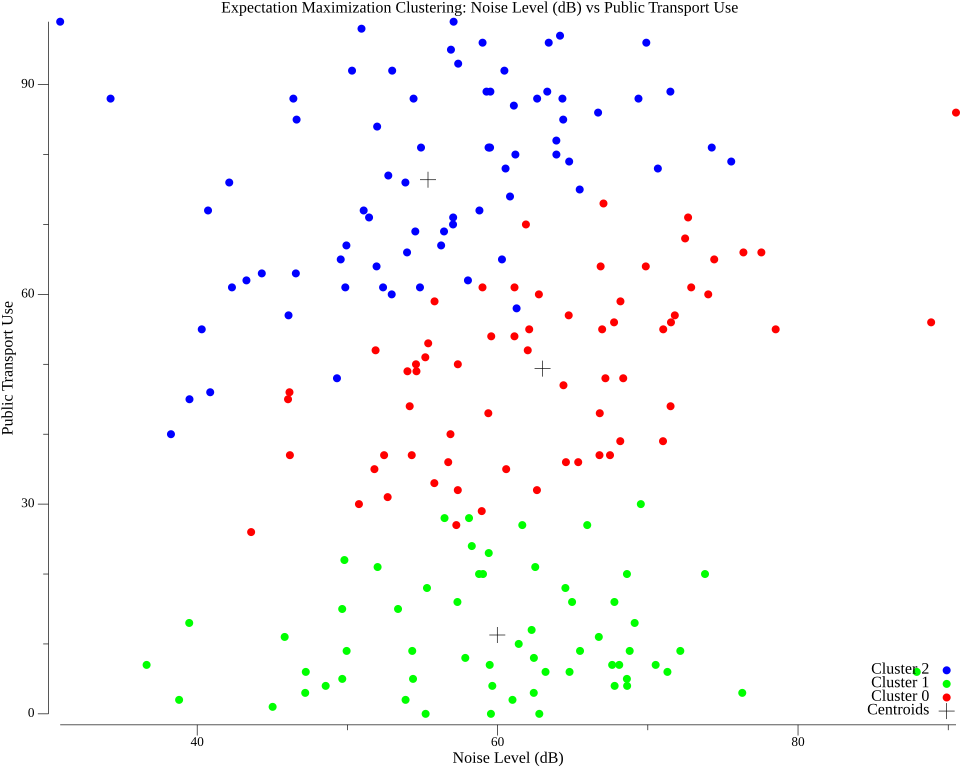 Expectation Maximization Clustering: Noise Level (dB) vs Public Transport Use
90
60
30
0
Public Transport Use
40
60
80
Noise Level (dB)
Cluster 2
Cluster 1
Cluster 0
Centroids